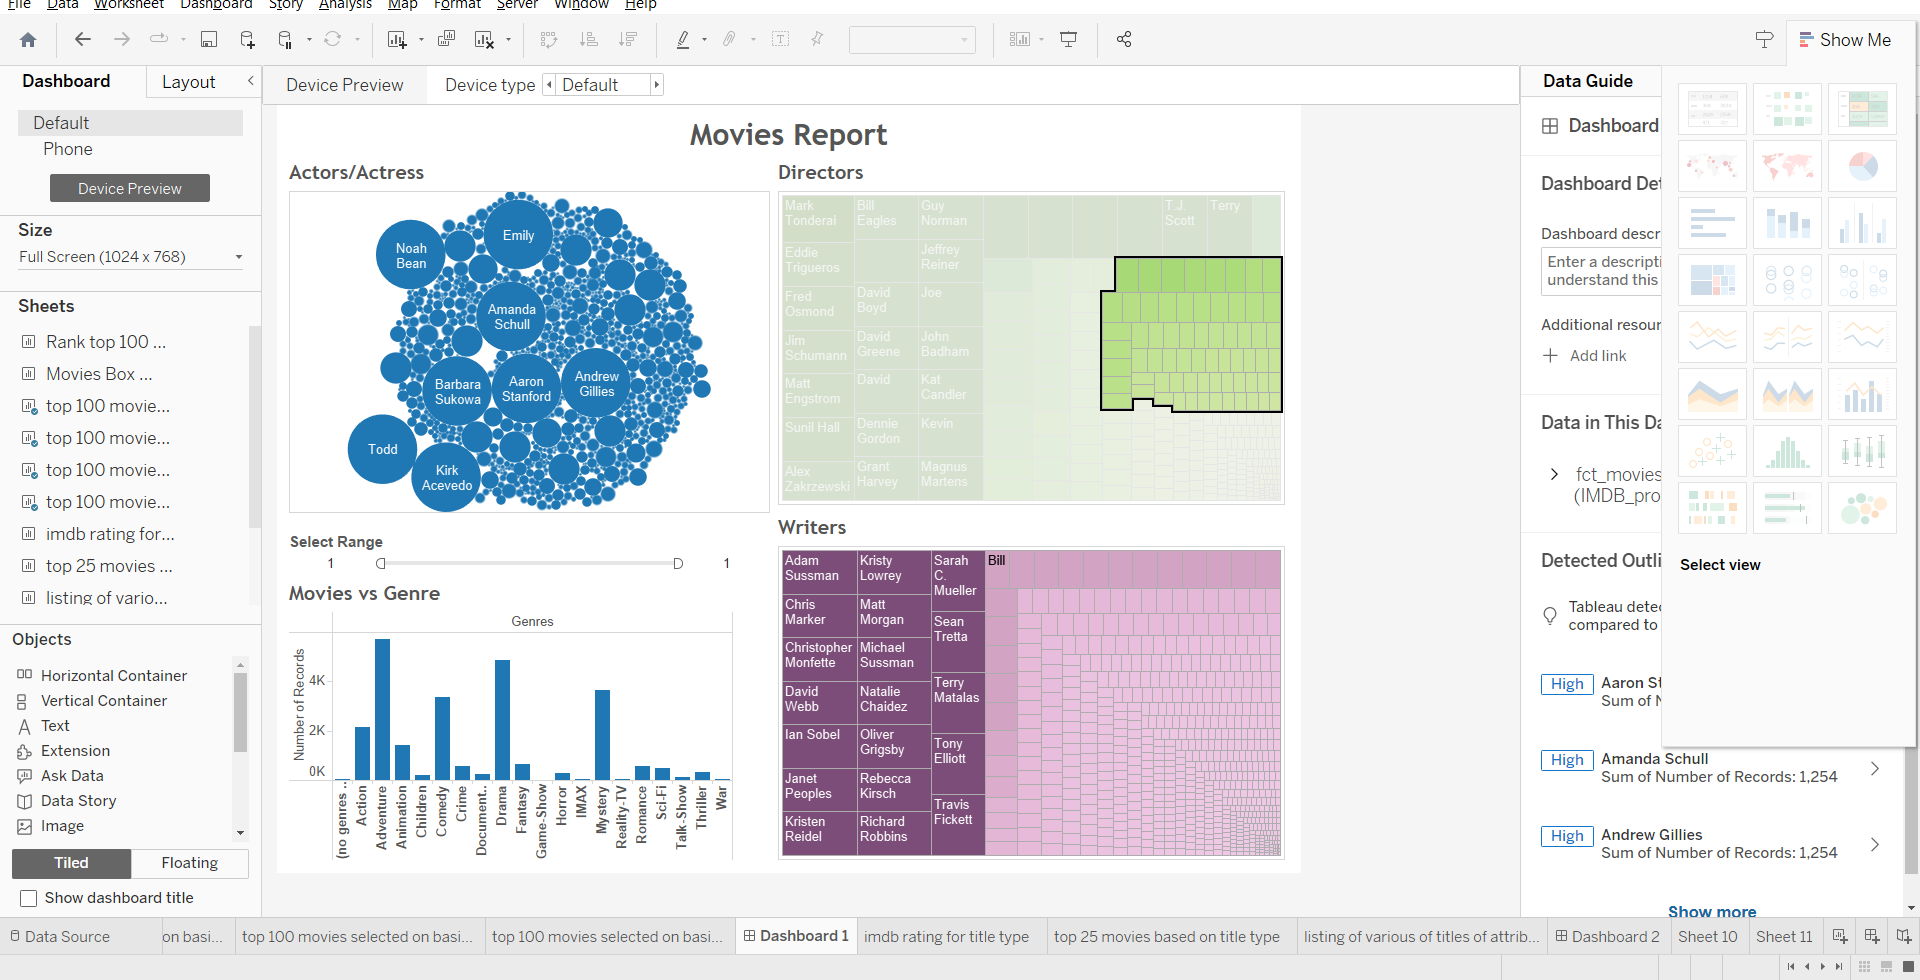 File Data Worksheet Dashboard Story Analysis Map Format Server Window Help
Show Me
Dashboard Layout
Device Preview Device type Default
Default
Phone
Device Preview
Size
Full Screen (1024 x 768)
Sheets
Rank top 100 ...
Movies Box ...
top 100 movie...
top 100 movie...
top 100 movie...
top 100 movie...
imdb rating for...
top 25 movies ...
listing of vario...
Objects
Horizontal Container
Vertical Container
Text
Extension
Ask Data
Data Story
Image
Tiled Floating
Show dashboard title
Movies Report
Actors/Actress
Noah
Bean
Emily
Amanda
Schull
Barbara
Sukowa
Aaron
Stanford
Andrew
Gillies
Todd
Kirk
Acevedo
Select Range
1 1
Movies vs Genre
Genres
Number of Records
4K
2K
0K
(no genres ..
Action
Adventure
Animation
Children
Comedy
Crime
Document..
Drama
Fantasy
Game-Show
Horror
IMAX
Mystery
Reality-TV
Romance
Sci-Fi
Talk-Show
Thriller
War
Directors
Mark
Tonderai
Eddie
Trigueros
Fred
Osmond
Jim
Schumann
Matt
Engstrom
Sunil Hall
Alex
Zakrzewski
Bill
Eagles
David
Boyd
David
Greene
David
Dennie
Gordon
Grant
Harvey
Guy
Norman
Jeffrey
Reiner
Joe
John
Badham
Kat
Candler
Kevin
Magnus
Martens
T.J.
Scott
Terry
Writers
Adam
Sussman
Chris
Marker
Christopher
Monfette
David
Webb
Ian Sobel
Janet
Peoples
Kristen
Reidel
Kristy
Lowrey
Matt
Morgan
Michael
Sussman
Natalie
Chaidez
Oliver
Grigsby
Rebecca
Kirsch
Richard
Robbins
Sarah
C.
Mueller
Sean
Tretta
Terry
Matalas
Tony
Elliott
Travis
Fickett
Bill
Data Guide
Dashboard
Dashboard Det
Dashboard descr
Enter a descripti
understand this
Additional resour
Add link
Data in This Da
fct_movies
(IMDB_pro
Detected Outli
Tableau detec
compared to
High Aaron St
Sum of N
High Amanda Schull
Sum of Number of Records: 1,254
High Andrew Gillies
Sum of Number of Records: 1,254
Show more
Select view
Data Source
on basi...
top 100 movies selected on basi...
top 100 movies selected on basi...
Dashboard 1
imdb rating for title type
top 25 movies based on title type
listing of various of titles of attrib...
Dashboard 2
Sheet 10
Sheet 11